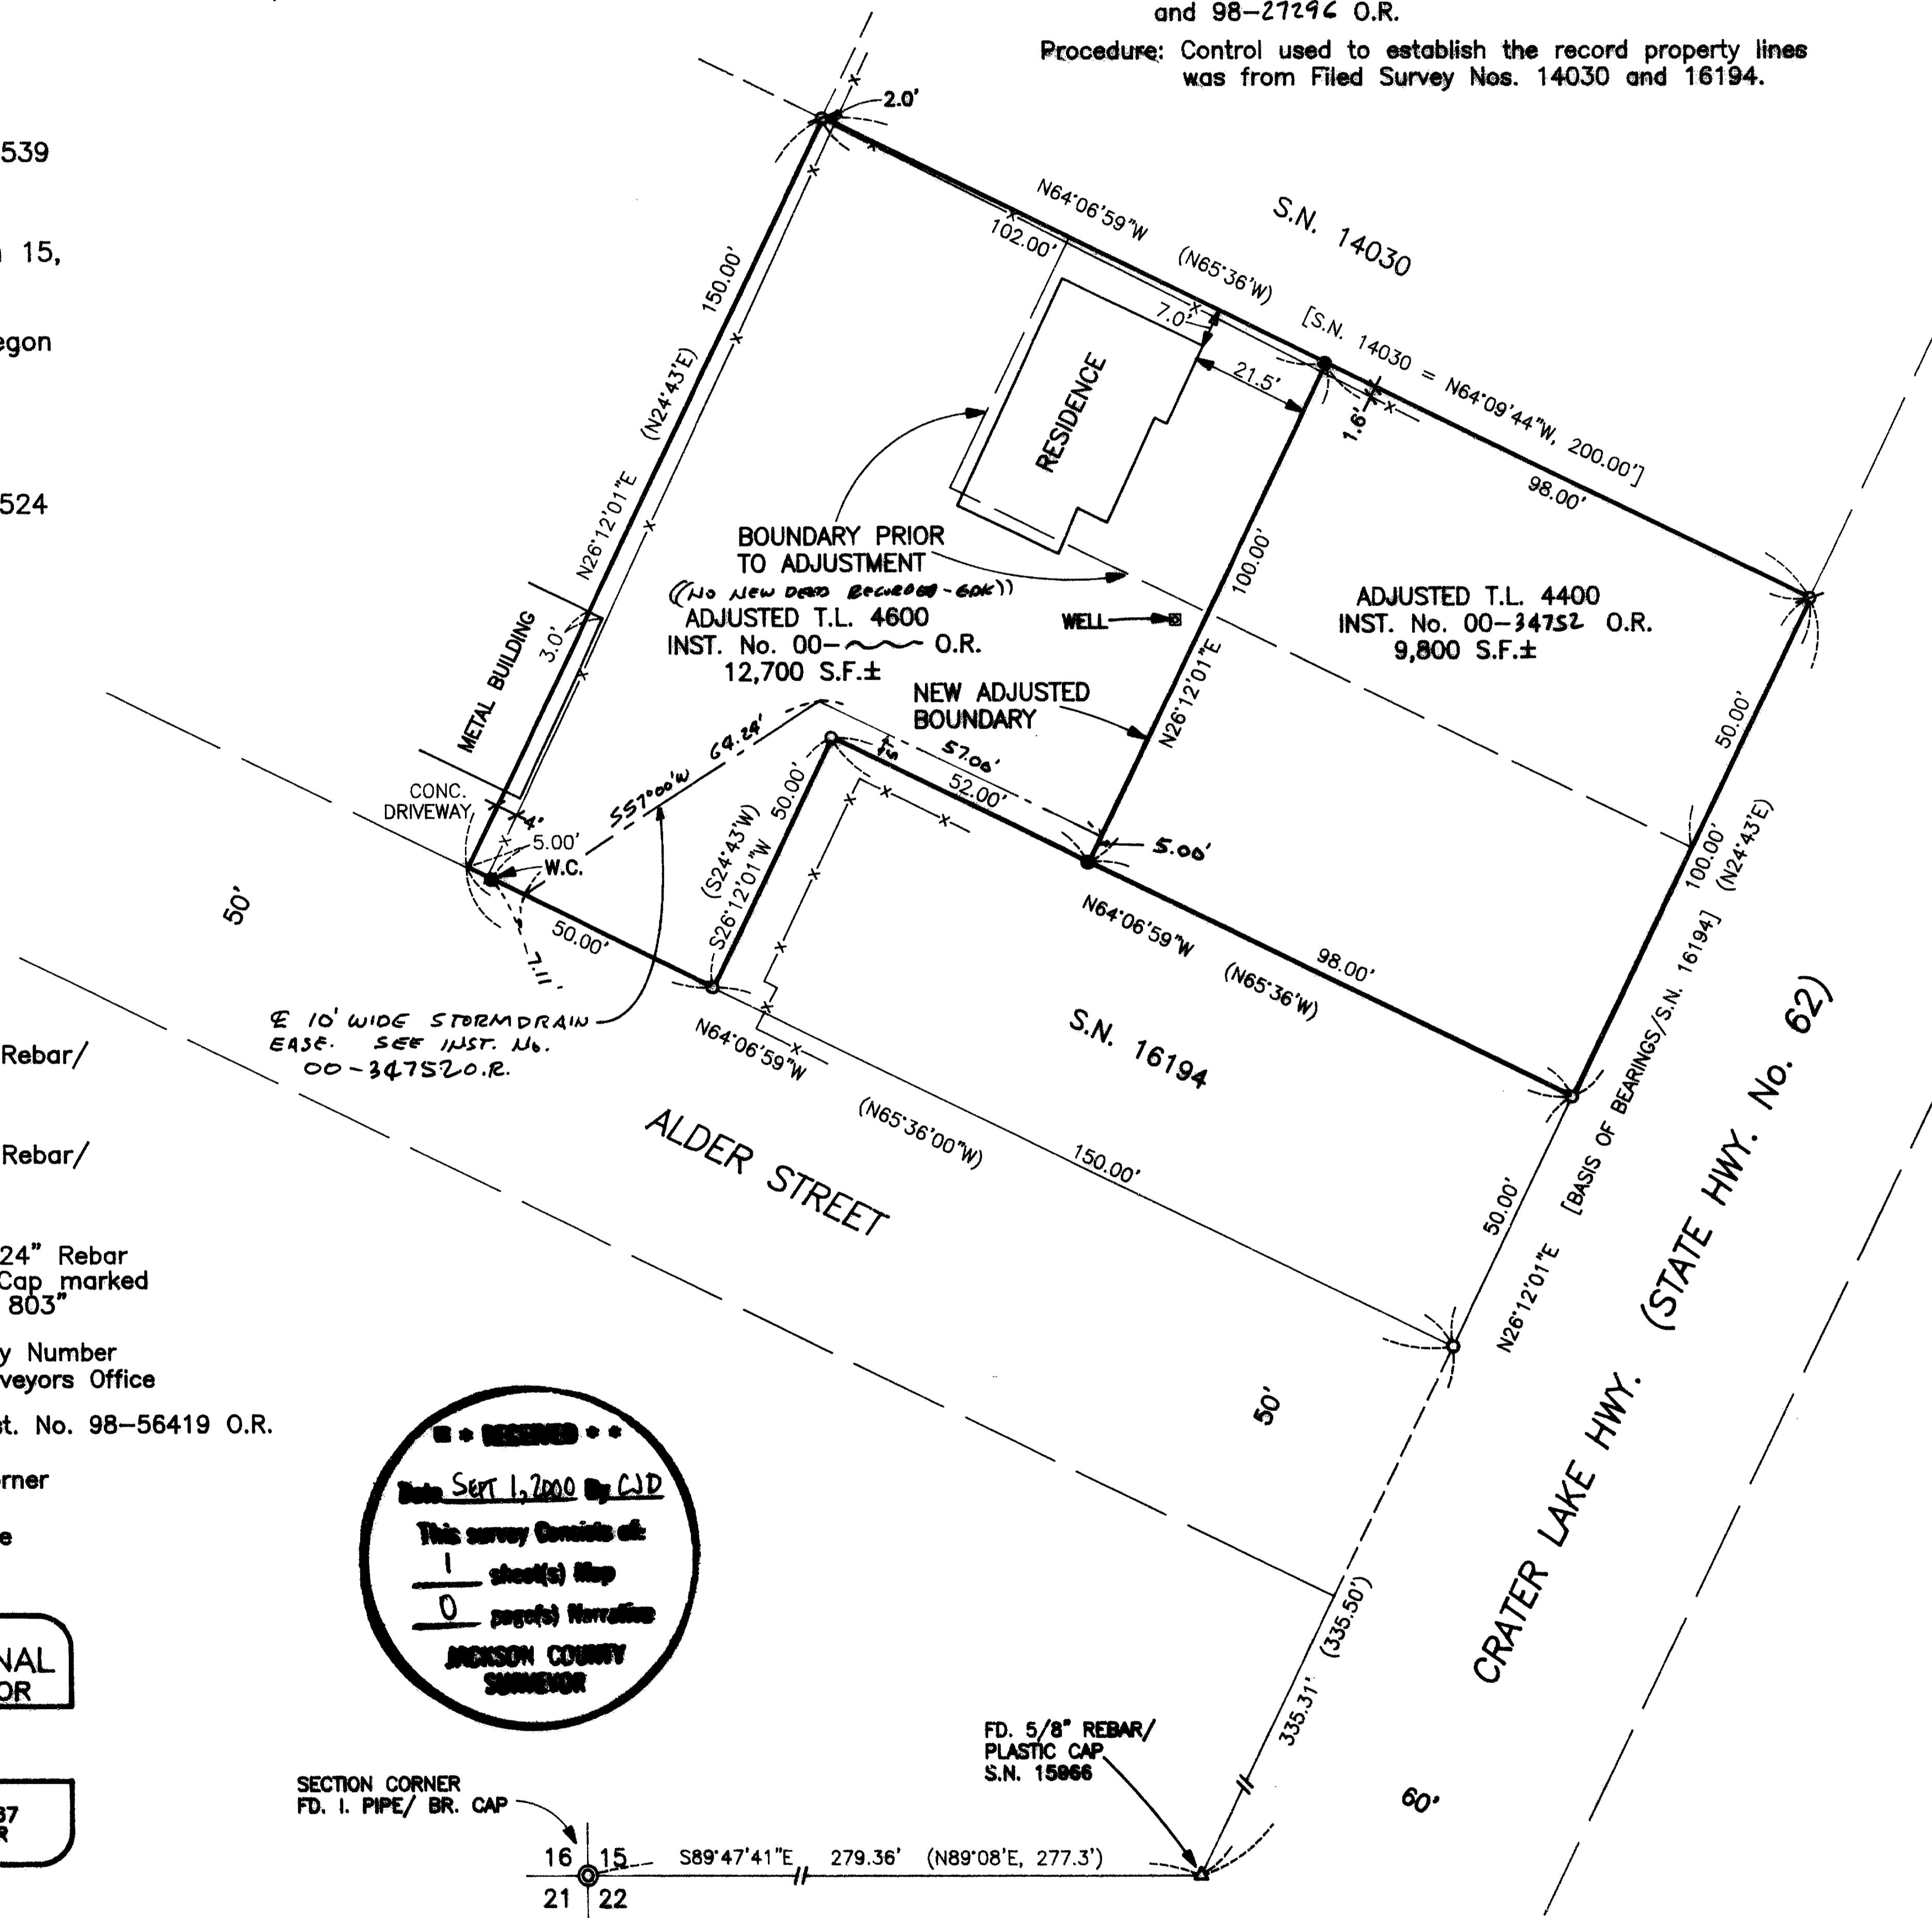 and 98-27296 O.R.
Procedure: Control used to establish the record property lines
was from Filed Survey Nos. 14030 and 16194.
539
15,
egon
524
2.0'
N64°06'59"W
(N65°36'W)
102.00'
S.N. 14030
[S.N. 14030 = N64°09'44"W, 200.00']
98.00'
7.0'
21.5'
1.6'
RESIDENCE
150.00'
(N24°43'E)
N26°12'01"E
BOUNDARY PRIOR
TO ADJUSTMENT
((NO NEW DEED RECORDED-GDK))
ADJUSTED T.L. 4600
INST. No. 00- O.R.
12,700 S.F.±
WELL
100.00'
N26°12'01"E
ADJUSTED T.L. 4400
INST. No. 00-34752 O.R.
9,800 S.F.±
NEW ADJUSTED
BOUNDARY
METAL BUILDING
3.0'
CONC.
DRIVEWAY
.4'
5.00'
W.C.
S57°00'W 64.24'
57.00'
52.00'
5.00'
50.00'
(S24°43'W)
S26°12'01"W
50.00'
7.11'
50'
50.00'
100.00'
(N24°43'E)
N64°06'59"W
(N65°36'W)
98.00'
S.N. 16194
℄ 10' WIDE STORMDRAIN
EASE. SEE INST. No.
00-34752 O.R.
N64°06'59"W
(N65°36'00"W)
150.00'
ALDER STREET
50.00'
N26°12'01"E
[BASIS OF BEARINGS/S.N. 16194]
CRATER LAKE HWY. (STATE HWY. No. 62)
50'
Rebar/
Rebar/
24" Rebar
Cap marked
803"
y Number
veyors Office
st. No. 98-56419 O.R.
rner
e
NAL
OR
37
R
* * RECEIVED * *
Date SEPT 1, 2000 By CJD
This survey Consists of:
1 sheet(s) Map
0 page(s) Narrative
JACKSON COUNTY
SURVEYOR
335.31' (335.50')
60'
FD. 5/8" REBAR/
PLASTIC CAP
S.N. 15966
SECTION CORNER
FD. I. PIPE/ BR. CAP
16 15
21 22
S89°47'41"E 279.36' (N89°08'E, 277.3')